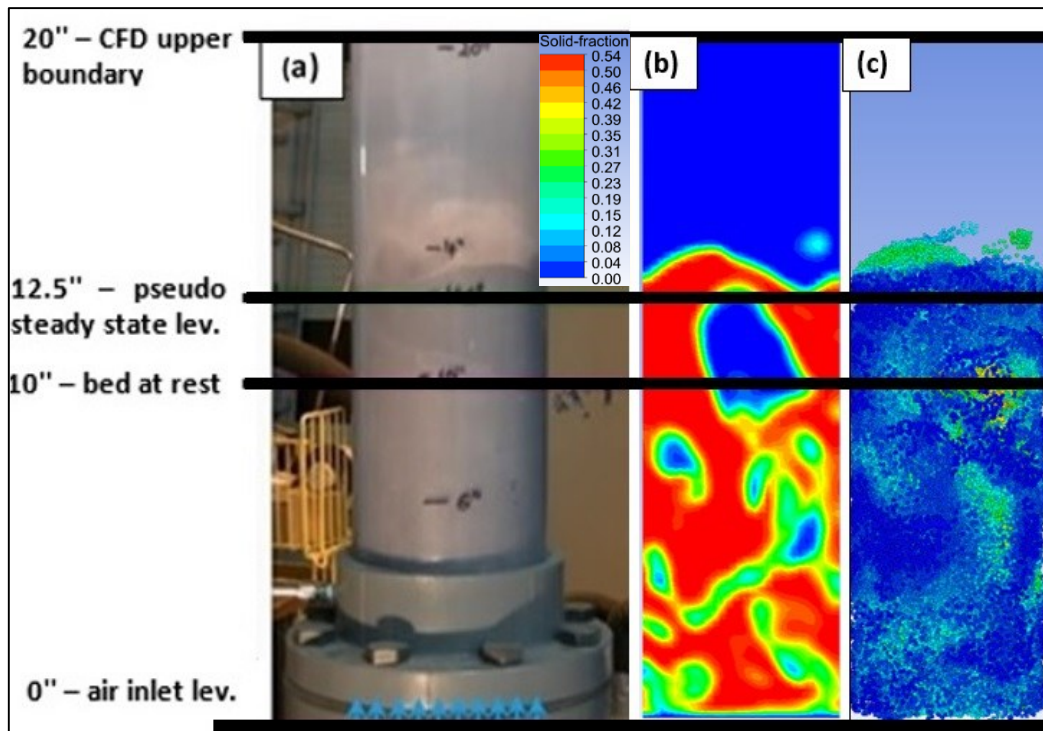 20" – CFD upper
boundary
(a)
20"
Solid-fraction
0.54
0.50
0.46
0.42
0.39
0.35
0.31
0.27
0.23
0.19
0.15
0.12
0.08
0.04
0.00
(b)
(c)
12.5" – pseudo
steady state lev.
10" – bed at rest
6"
0" – air inlet lev.